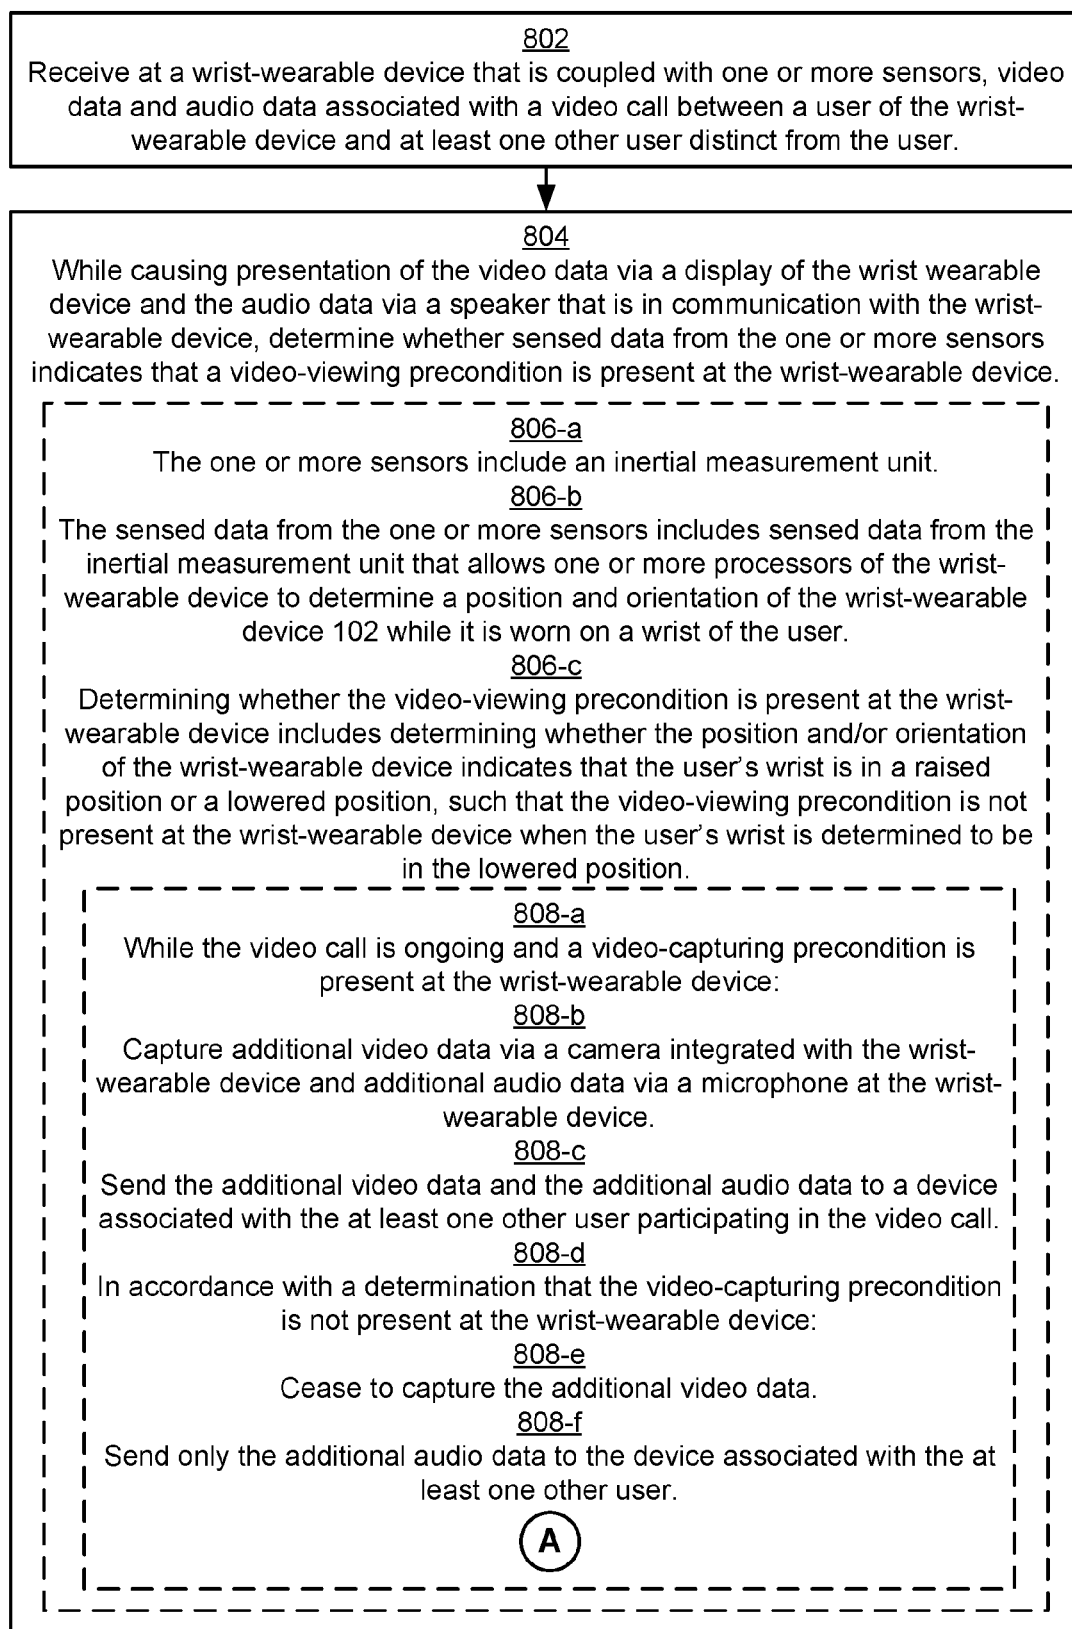 802
Receive at a wrist-wearable device that is coupled with one or more sensors, video
data and audio data associated with a video call between a user of the wrist-
wearable device and at least one other user distinct from the user.
804
While causing presentation of the video data via a display of the wrist wearable
device and the audio data via a speaker that is in communication with the wrist-
wearable device, determine whether sensed data from the one or more sensors
indicates that a video-viewing precondition is present at the wrist-wearable device.
806-a
The one or more sensors include an inertial measurement unit.
806-b
The sensed data from the one or more sensors includes sensed data from the
inertial measurement unit that allows one or more processors of the wrist-
wearable device to determine a position and orientation of the wrist-wearable
device 102 while it is worn on a wrist of the user.
806-c
Determining whether the video-viewing precondition is present at the wrist-
wearable device includes determining whether the position and/or orientation
of the wrist-wearable device indicates that the user's wrist is in a raised
position or a lowered position, such that the video-viewing precondition is not
present at the wrist-wearable device when the user's wrist is determined to be
in the lowered position.
808-a
While the video call is ongoing and a video-capturing precondition is
present at the wrist-wearable device:
808-b
Capture additional video data via a camera integrated with the wrist-
wearable device and additional audio data via a microphone at the wrist-
wearable device.
808-c
Send the additional video data and the additional audio data to a device
associated with the at least one other user participating in the video call.
808-d
In accordance with a determination that the video-capturing precondition
is not present at the wrist-wearable device:
808-e
Cease to capture the additional video data.
808-f
Send only the additional audio data to the device associated with the at
least one other user.
A